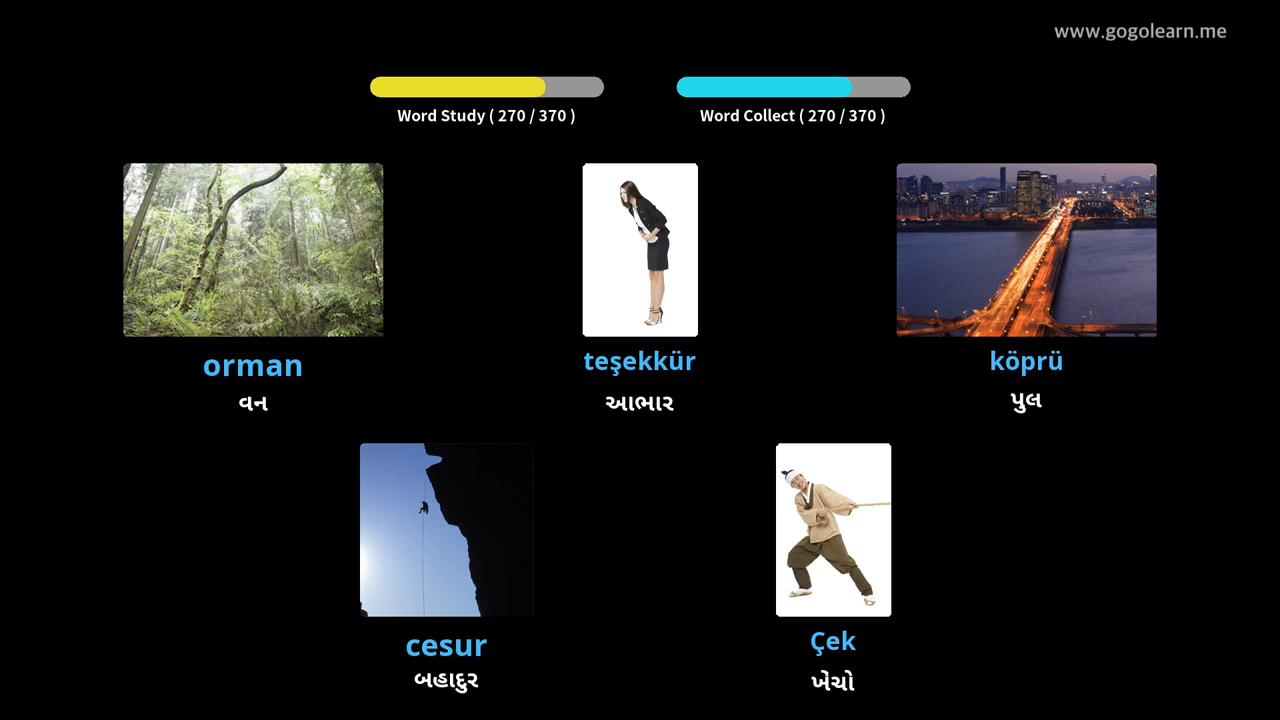 www.gogolearn.me
Word Study ( 270 / 370 )
Word Collect ( 270 / 370 )
orman
વન
teşekkür
આભાર
köprü
પુલ
cesur
બહાદુર
Çek
ખેચો